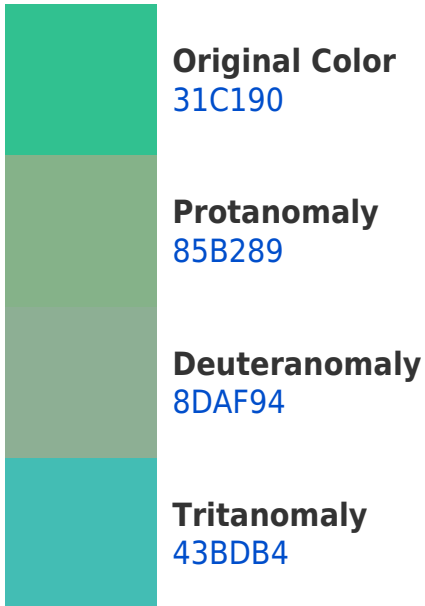 Original Color
31C190
Protanomaly
85B289
Deuteranomaly
8DAF94
Tritanomaly
43BDB4